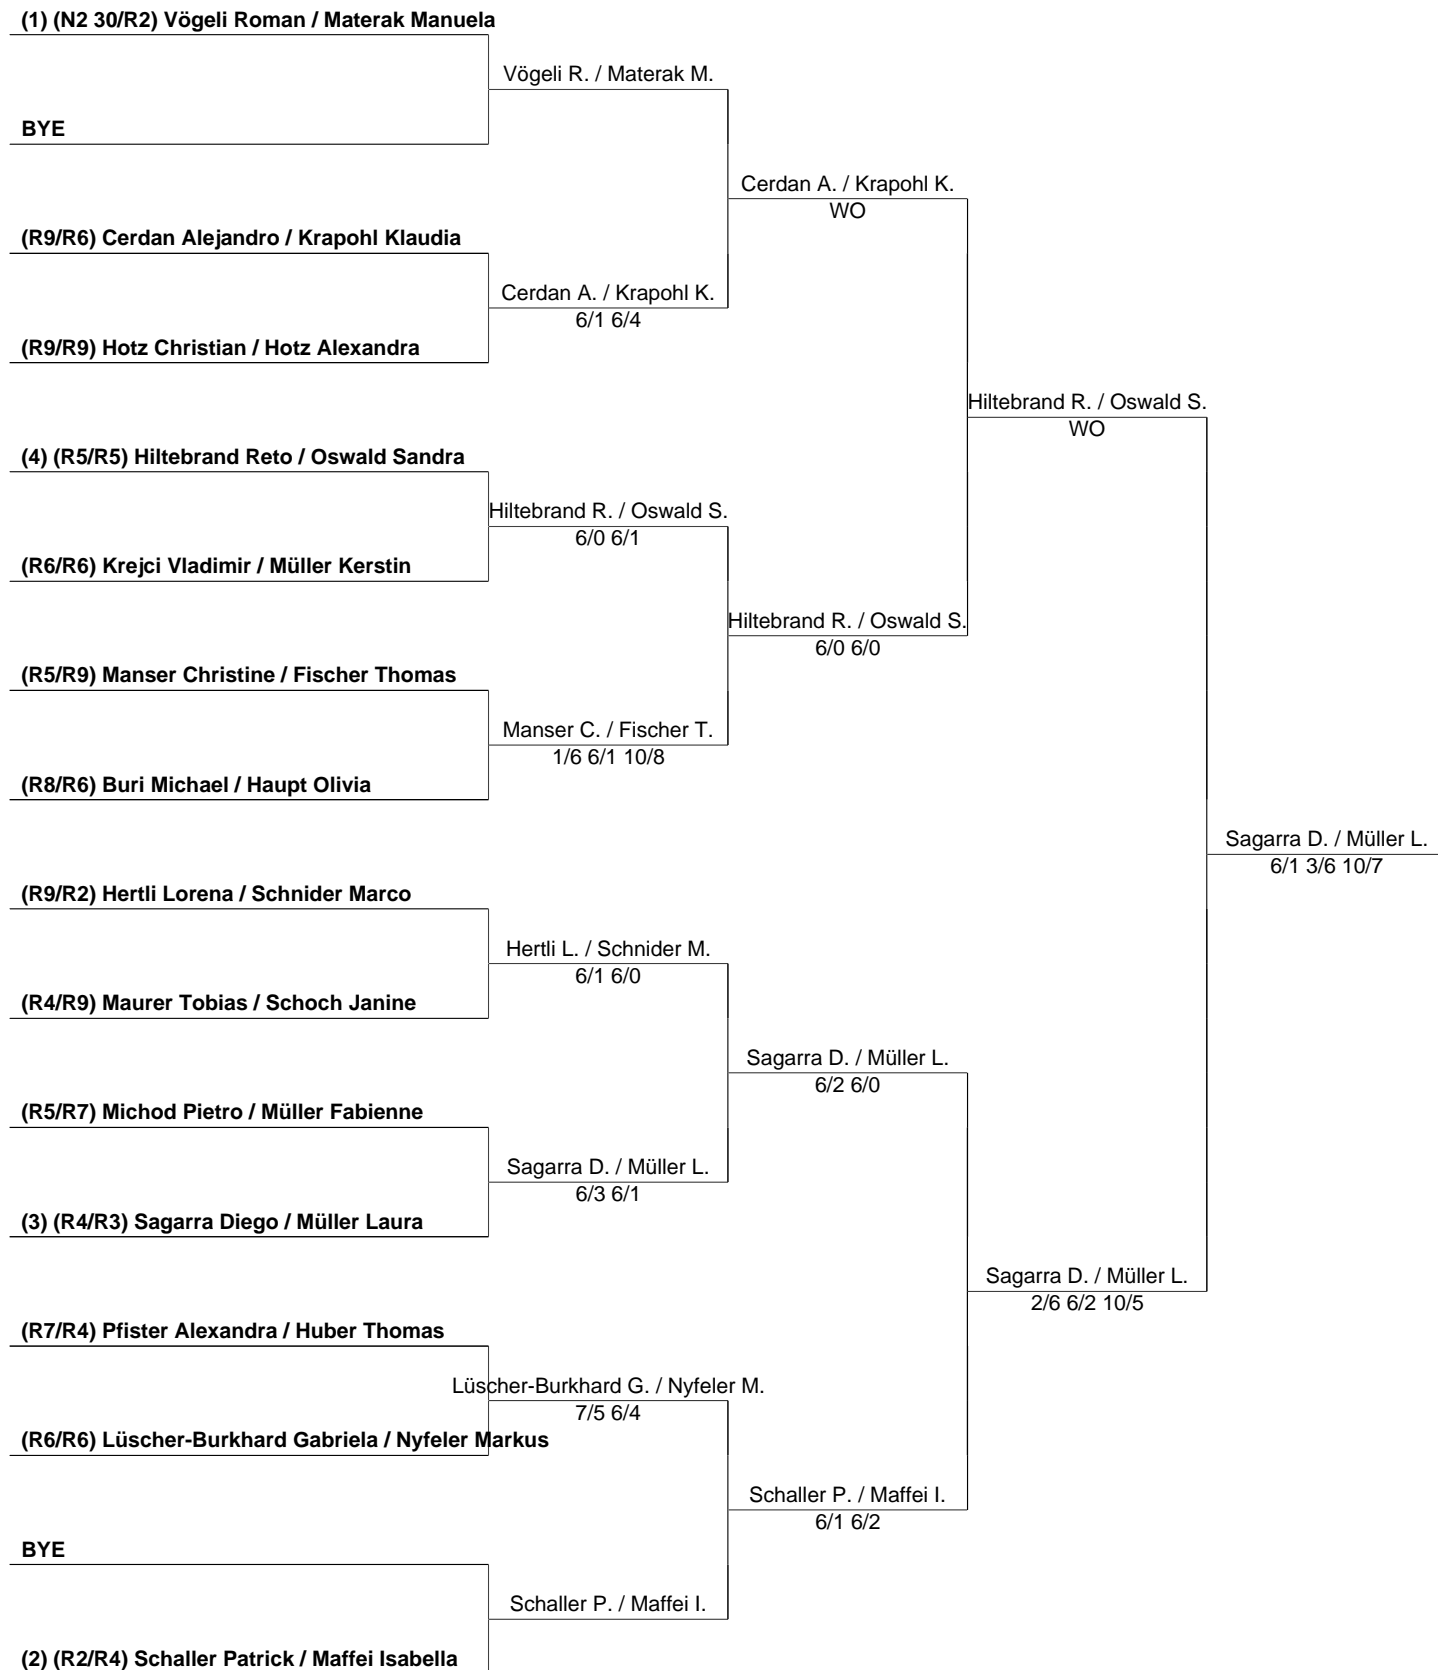 (1) (N2 30/R2) Vögeli Roman / Materak Manuela
Vögeli R. / Materak M.
BYE
Cerdan A. / Krapohl K.
WO
(R9/R6) Cerdan Alejandro / Krapohl Klaudia
Cerdan A. / Krapohl K.
6/1 6/4
(R9/R9) Hotz Christian / Hotz Alexandra
Hiltebrand R. / Oswald S.
WO
(4) (R5/R5) Hiltebrand Reto / Oswald Sandra
Hiltebrand R. / Oswald S.
6/0 6/1
(R6/R6) Krejci Vladimir / Müller Kerstin
Hiltebrand R. / Oswald S.
6/0 6/0
(R5/R9) Manser Christine / Fischer Thomas
Manser C. / Fischer T.
1/6 6/1 10/8
(R8/R6) Buri Michael / Haupt Olivia
Sagarra D. / Müller L.
6/1 3/6 10/7
(R9/R2) Hertli Lorena / Schnider Marco
Hertli L. / Schnider M.
6/1 6/0
(R4/R9) Maurer Tobias / Schoch Janine
Sagarra D. / Müller L.
6/2 6/0
(R5/R7) Michod Pietro / Müller Fabienne
Sagarra D. / Müller L.
6/3 6/1
(3) (R4/R3) Sagarra Diego / Müller Laura
Sagarra D. / Müller L.
2/6 6/2 10/5
(R7/R4) Pfister Alexandra / Huber Thomas
Lüscher-Burkhard G. / Nyfeler M.
7/5 6/4
(R6/R6) Lüscher-Burkhard Gabriela / Nyfeler Markus
Schaller P. / Maffei I.
6/1 6/2
BYE
Schaller P. / Maffei I.
(2) (R2/R4) Schaller Patrick / Maffei Isabella